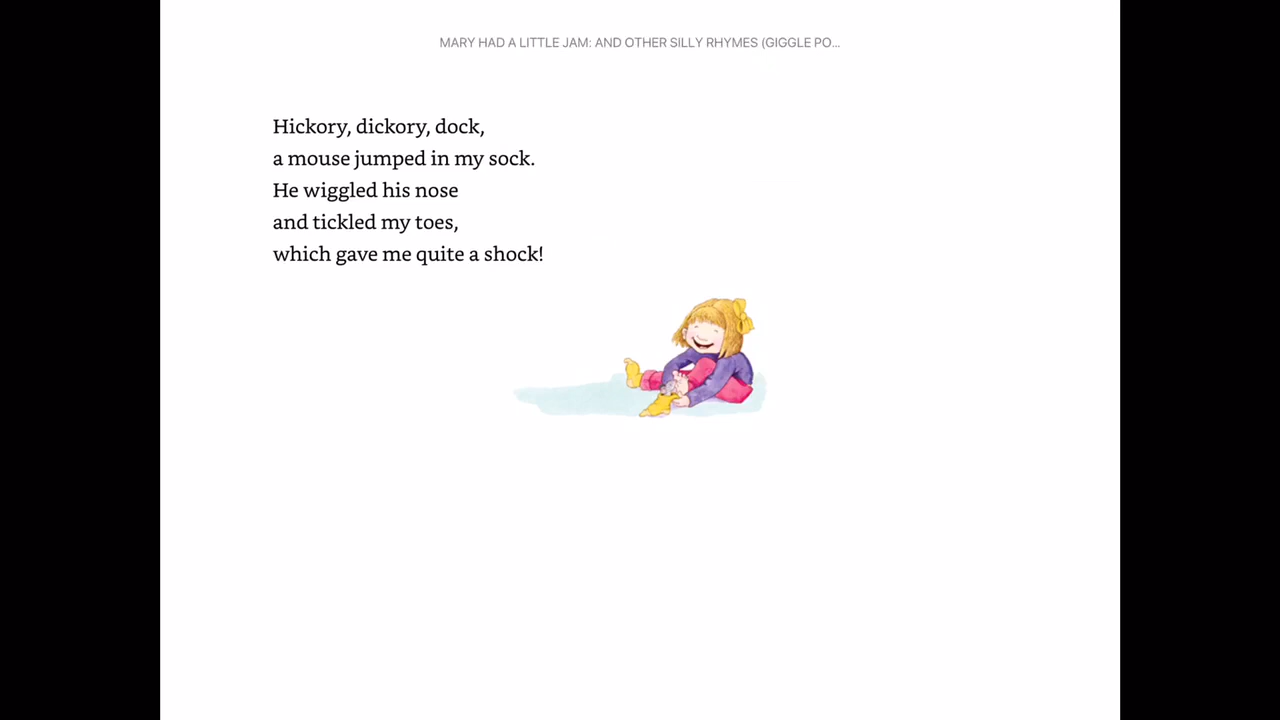 MARY HAD A LITTLE JAM: AND OTHER SILLY RHYMES (GIGGLE PO...
Hickory, dickory, dock,
a mouse jumped in my sock.
He wiggled his nose
and tickled my toes,
which gave me quite a shock!